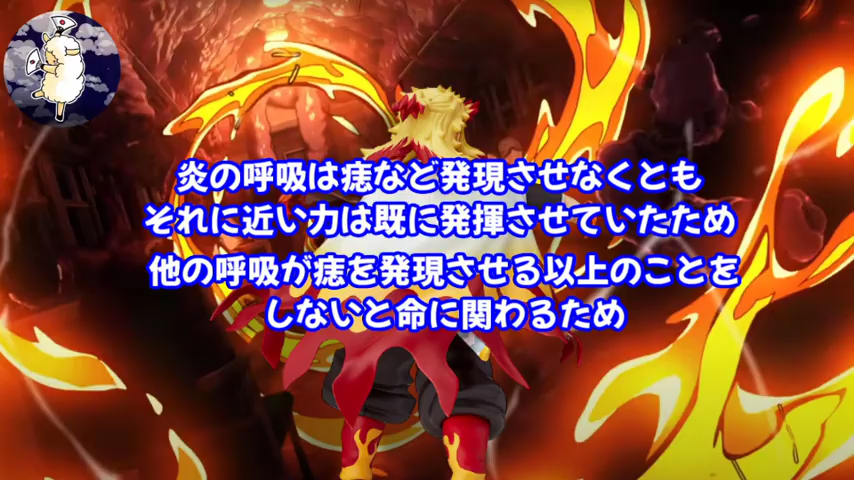 炎の呼吸は痣など発現させなくとも
それに近い力は既に発揮させていたため
他の呼吸が痣を発現させる以上のことを
しないと命に関わるため